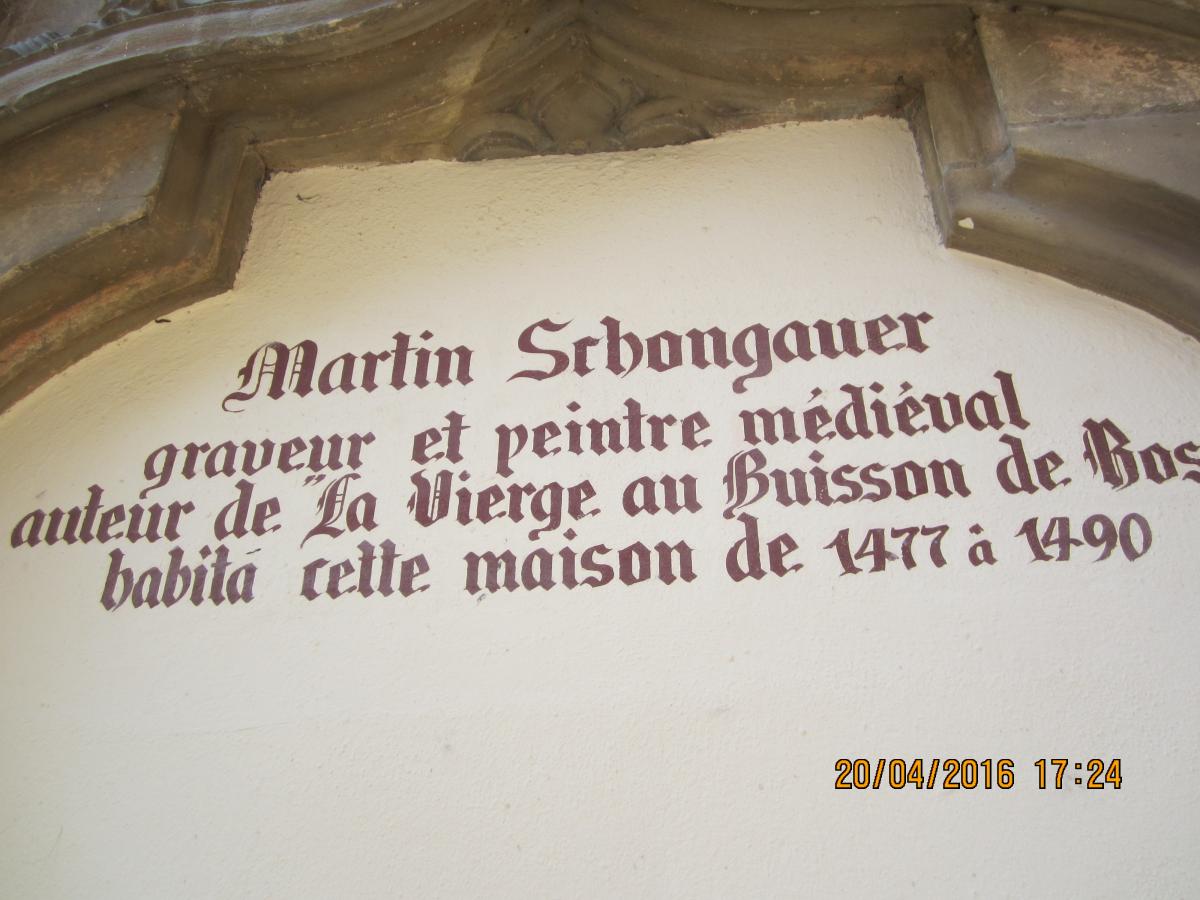 Martin Schongauer
graveur et peintre médiéval
auteur de "La Vierge au Buisson de Ros
habita cette maison de 1477 à 1490
20/04/2016 17:24